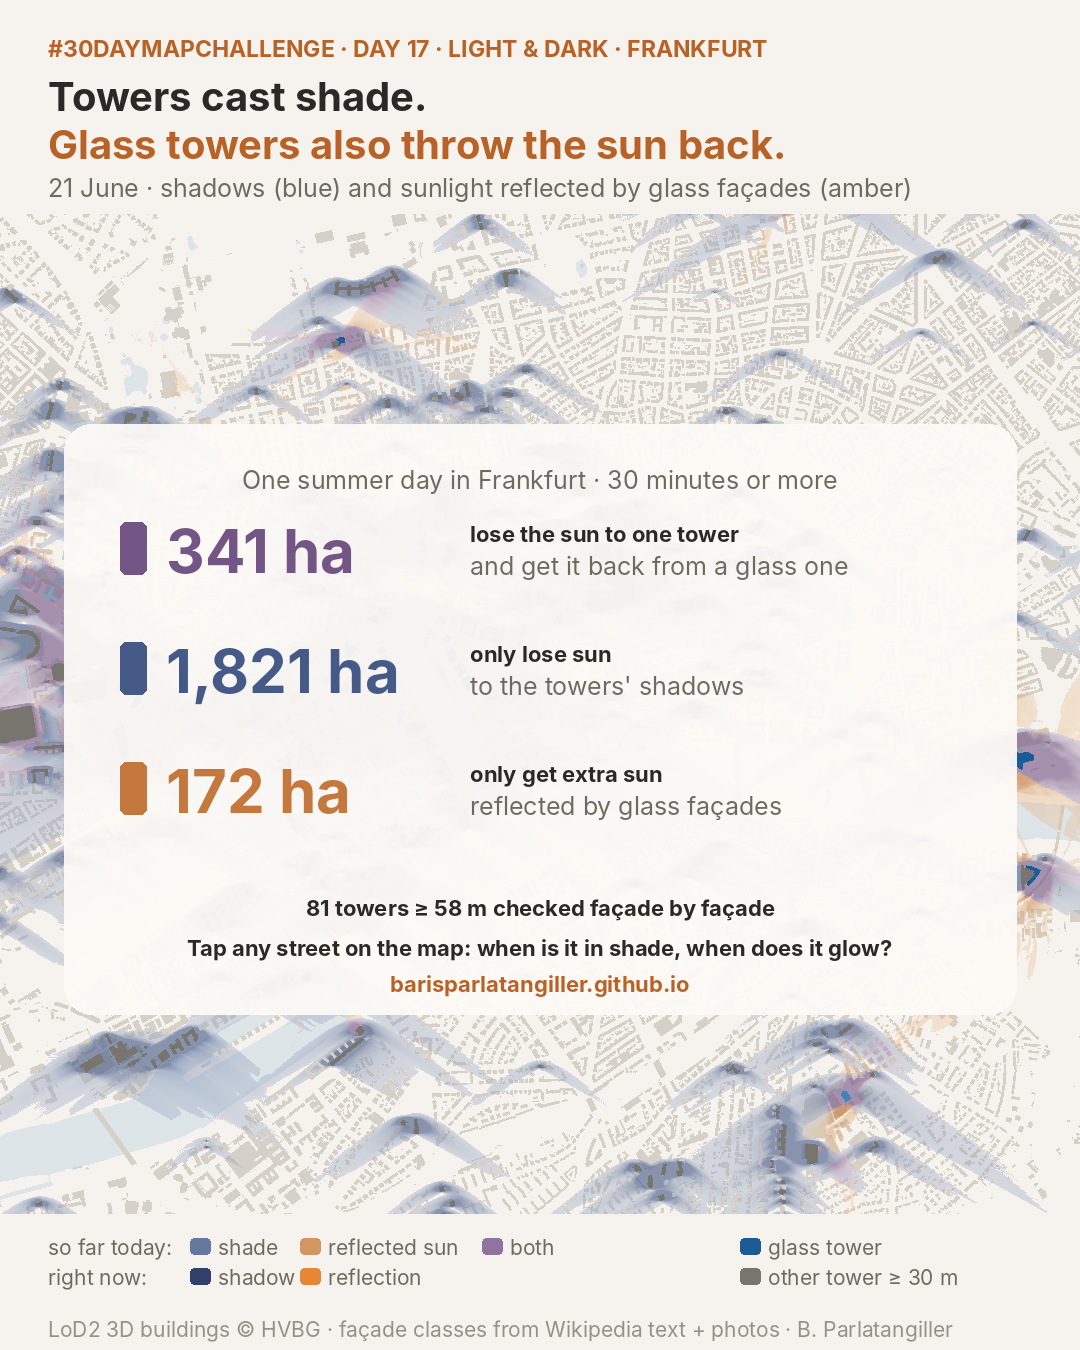 #30DAYMAPCHALLENGE · DAY 17 · LIGHT & DARK · FRANKFURT
Towers cast shade.
Glass towers also throw the sun back.
21 June · shadows (blue) and sunlight reflected by glass façades (amber)
One summer day in Frankfurt · 30 minutes or more
341 ha
lose the sun to one tower
and get it back from a glass one
1,821 ha
only lose sun
to the towers' shadows
172 ha
only get extra sun
reflected by glass façades
81 towers ≥ 58 m checked façade by façade
Tap any street on the map: when is it in shade, when does it glow?
barisparlatangiller.github.io
so far today: shade reflected sun both glass tower
right now: shadow reflection other tower ≥ 30 m
LoD2 3D buildings © HVBG · façade classes from Wikipedia text + photos · B. Parlatangiller